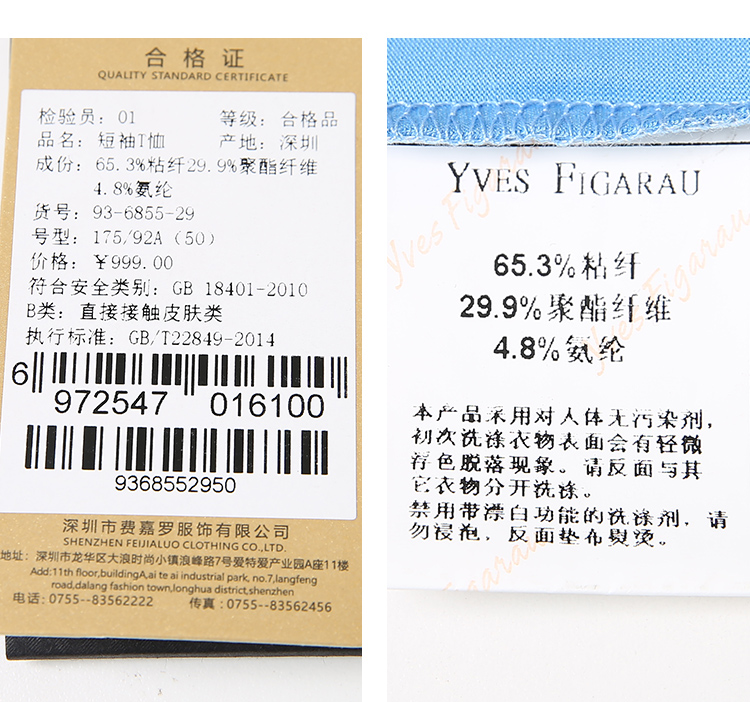 合格证
QUALITY STANDARD CERTIFICATE
检验员: 01 等级: 合格品
品名: 短袖T恤 产地: 深圳
成份: 65.3%粘纤29.9%聚酯纤维
4.8%氨纶
货号: 93-6855-29
号型: 175/92A (50)
价格: ¥999.00
符合安全类别: GB 18401-2010
B类: 直接接触皮肤类
执行标准: GB/T22849-2014
6 972547 016100
9368552950
深圳市费嘉罗服饰有限公司
SHENZHEN FEIJIALUO CLOTHING CO.,LTD.
地址: 深圳市龙华区大浪时尚小镇浪峰路7号爱特爱产业园A座11楼
Add:11th floor,buildingA,ai te ai industrial park, no.7,langfeng
road,dalang fashion town,longhua district,shenzhen
电话: 0755--83562222 传真: 0755--83562456
YVES FIGARAU
65.3%粘纤
29.9%聚酯纤维
4.8%氨纶
本产品采用对人体无污染剂,
初次洗涤衣物表面会有轻微
浮色脱落现象。请反面与其
它衣物分开洗涤。
禁用带漂白功能的洗涤剂, 请
勿浸泡, 反面垫布熨烫。
Yves Figarau
Yves Figarau
Yves Figarau